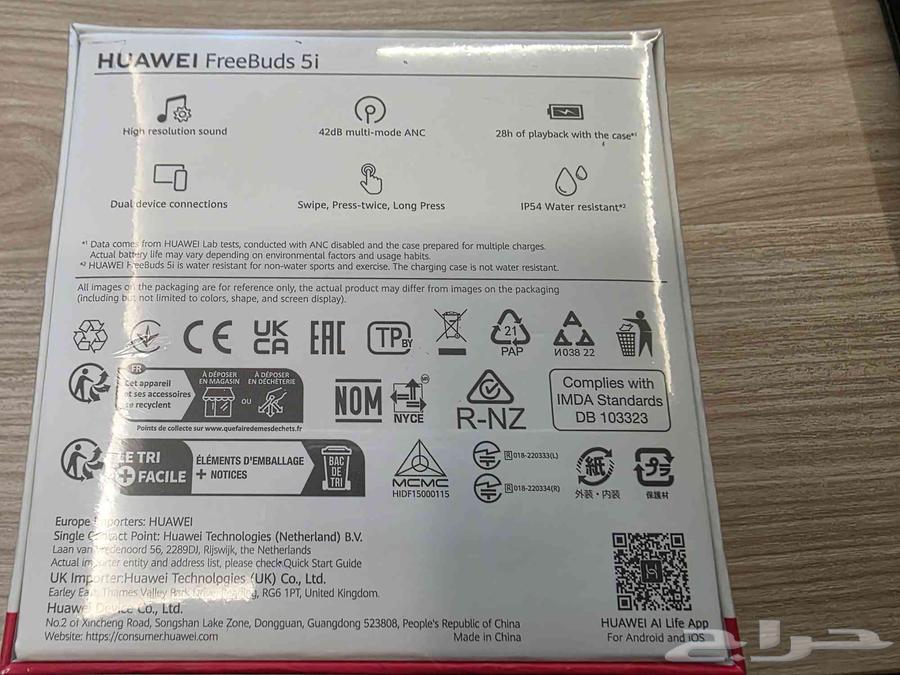 HUAWEI FreeBuds 5i
High resolution sound
42dB multi-mode ANC
28h of playback with the case*¹
Dual device connections
Swipe, Press-twice, Long Press
IP54 Water resistant*²
*¹ Data comes from HUAWEI Lab tests, conducted with ANC disabled and the case prepared for multiple charges.
Actual battery life may vary depending on environmental factors and usage habits.
*² HUAWEI FreeBuds 5i is water resistant for non-water sports and exercise. The charging case is not water resistant.
All images on the packaging are for reference only, the actual product may differ from images on the packaging
(including but not limited to colors, shape, and screen display).
CE
UK
CA
EAC
TP BY
21
PAP
И038 22
FR
Cet appareil
et ses accessoires
se recyclent
À DÉPOSER
EN MAGASIN
OU
À DÉPOSER
EN DÉCHÈTERIE
Points de collecte sur www.quefairedemesdechets.fr
NOM
NYCE
R-NZ
Complies with
IMDA Standards
DB 103323
LE TRI
+ FACILE
ÉLÉMENTS D'EMBALLAGE
+ NOTICES
BAC
DE
TRI
MCMC
HIDF15000115
R 018-220333(L)
R 018-220334(R)
紙
外装・内装
プラ
保護材
Europe Importers: HUAWEI
Single Contact Point: Huawei Technologies (Netherland) B.V.
Laan van Vredenoord 56, 2289DJ, Rijswijk, the Netherlands
Actual importer entity and address list, please check Quick Start Guide
UK Importer:Huawei Technologies (UK) Co., Ltd.
Earley East, Thames Valley Park Drive, Reading, RG6 1PT, United Kingdom.
Huawei Device Co., Ltd.
No.2 of Xincheng Road, Songshan Lake Zone, Dongguan, Guangdong 523808, People's Republic of China
Website: https://consumer.huawei.com
Made in China
HUAWEI AI Life App
For Android and iOS
حراج